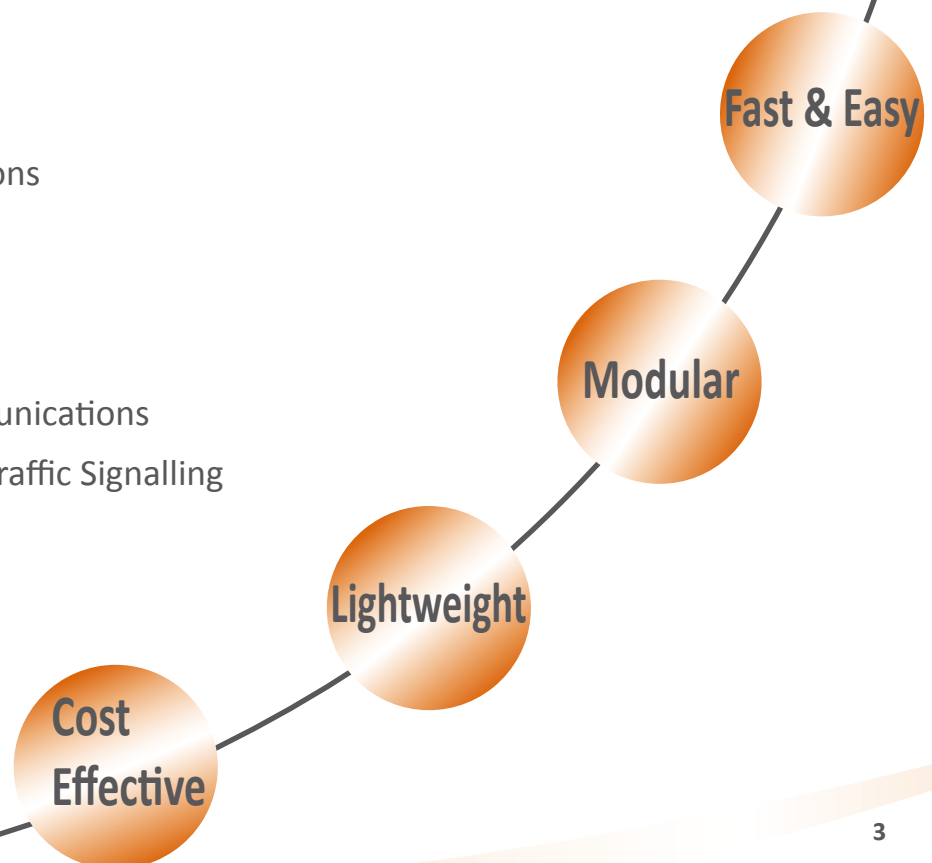 Fast & Easy
ons
Modular
unications
raffic Signalling
Lightweight
Cost
Effective
3